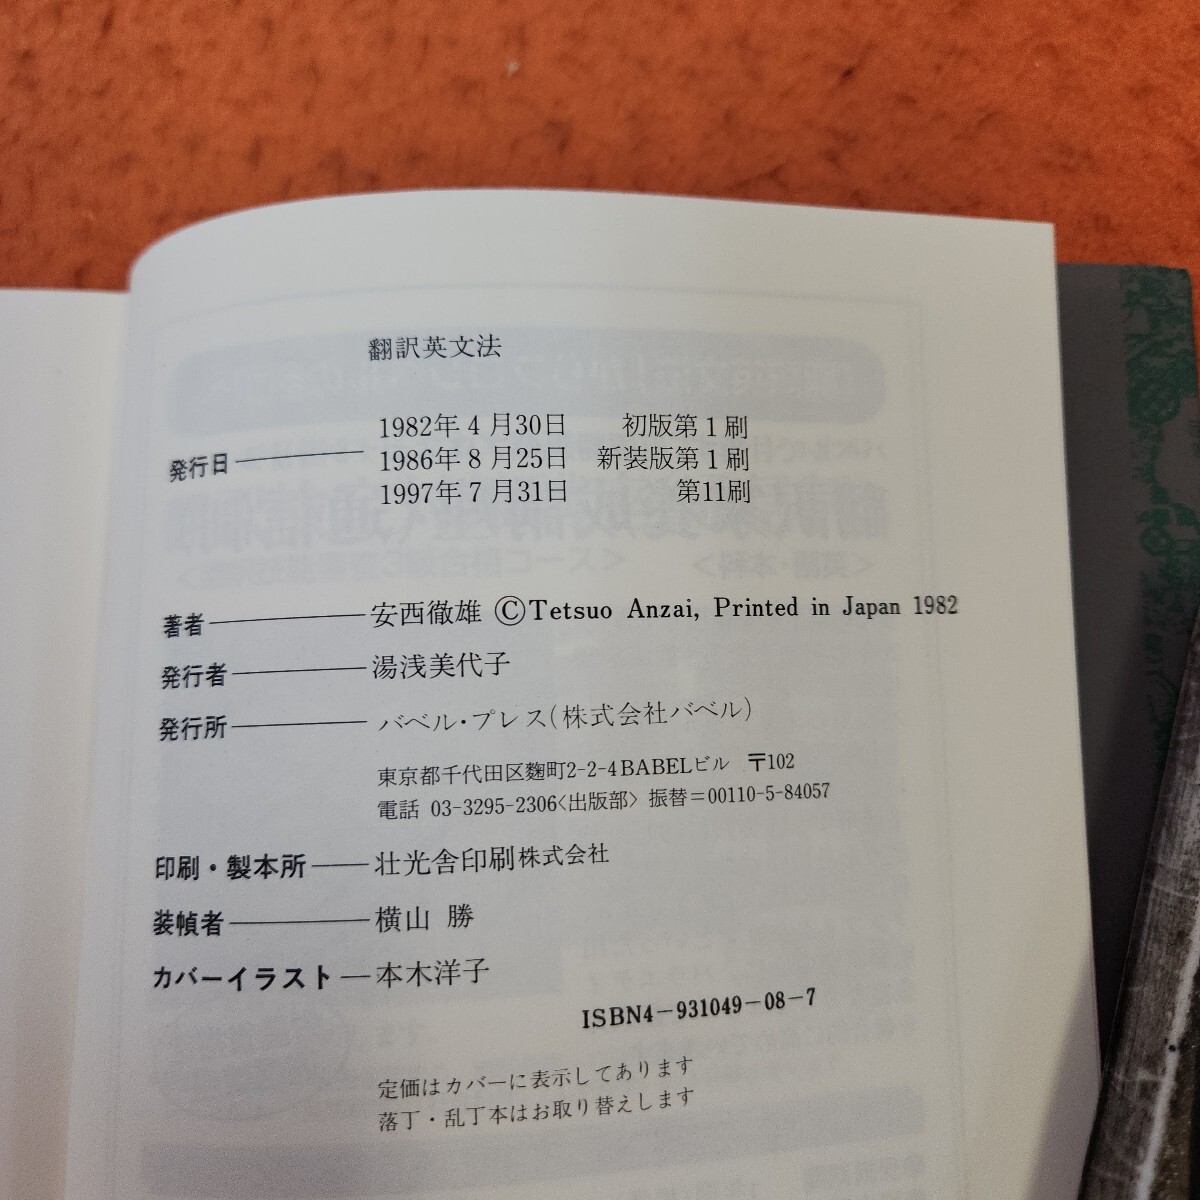 翻訳英文法
1982年4月30日 初版第1刷
発行日 1986年8月25日 新装版第1刷
1997年7月31日 第11刷
著者 安西徹雄 ©Tetsuo Anzai, Printed in Japan 1982
発行者 湯浅美代子
発行所 バベル・プレス(株式会社バベル)
東京都千代田区麴町2-2-4BABELビル 〒102
電話 03-3295-2306〈出版部〉 振替=00110-5-84057
印刷・製本所 壮光舎印刷株式会社
装幀者 横山 勝
カバーイラスト 本木洋子
ISBN4-931049-08-7
定価はカバーに表示してあります
落丁・乱丁本はお取り替えします